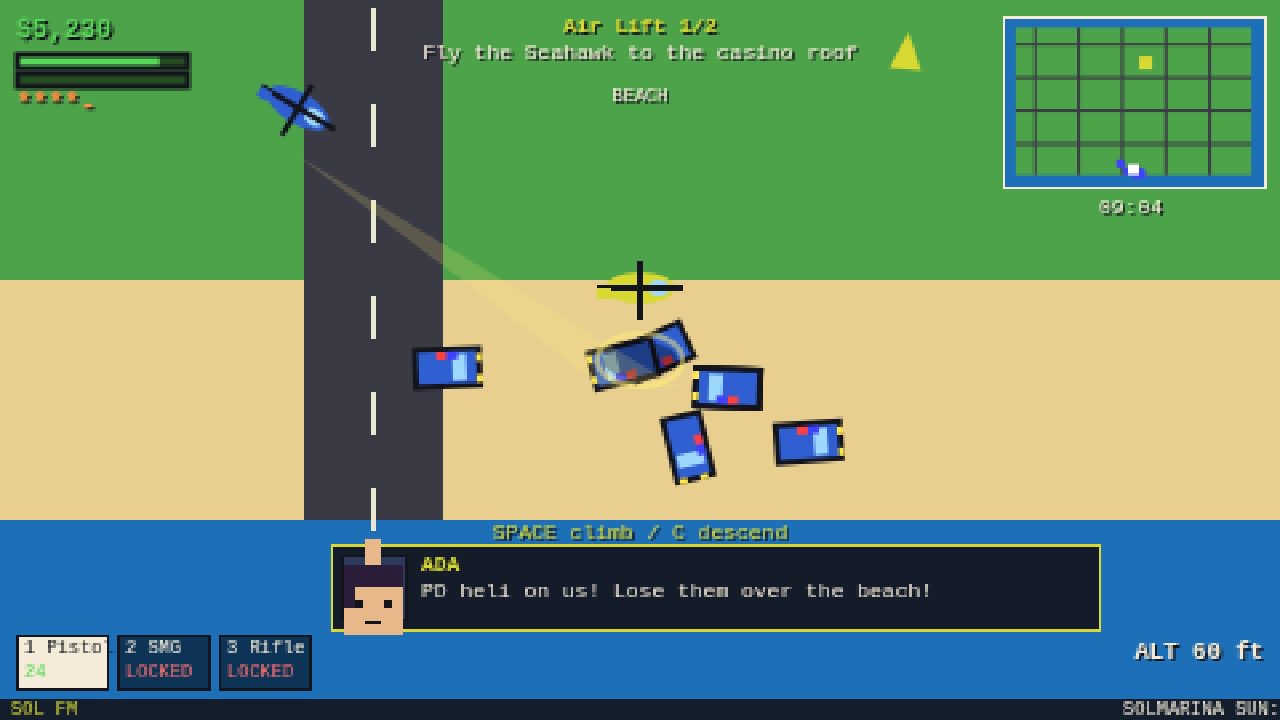 $5,230
Air Lift 1/2
Fly the Seahawk to the casino roof
BEACH
09:04
SPACE climb / C descend
ADA
PD heli on us! Lose them over the beach!
1 Pistol
24
2 SMG
LOCKED
3 Rifle
LOCKED
ALT 60 ft
SOL FM
SOLMARINA SUN: